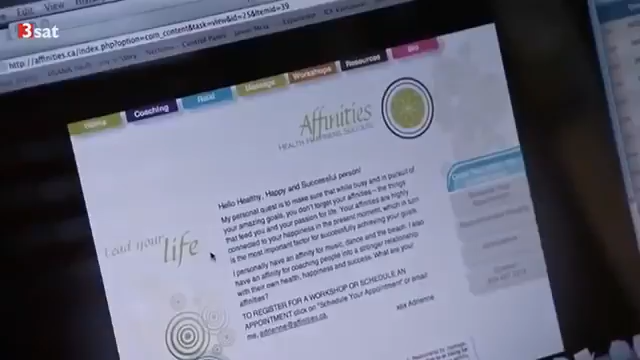 3sat
Edit View
http://affinities.ca/index.php?option=com_content&task=view&id=25&Itemid=39
Home Coaching Reiki Massage Workshops Resources Bio
Affinities
HEALTH HAPPINESS SUCCESS
Hello Healthy, Happy and Successful person!
My personal quest is to make sure that while busy and in pursuit of
your amazing goals, you don't forget your affinities – the things
that feed you and your passion for life. Your affinities are highly
connected to your happiness in the present moment, which in turn
is the most important factor for successfully achieving your goals.
I personally have an affinity for music, dance and the beach. I also
have an affinity for coaching people into a stronger relationship
with their own health, happiness and success. What are your
affinities?
TO REGISTER FOR A WORKSHOP OR SCHEDULE AN
APPOINTMENT click on "Schedule Your Appointment" or email
me, adrienne@affinities.ca.
xox Adrienne
Lead your
life